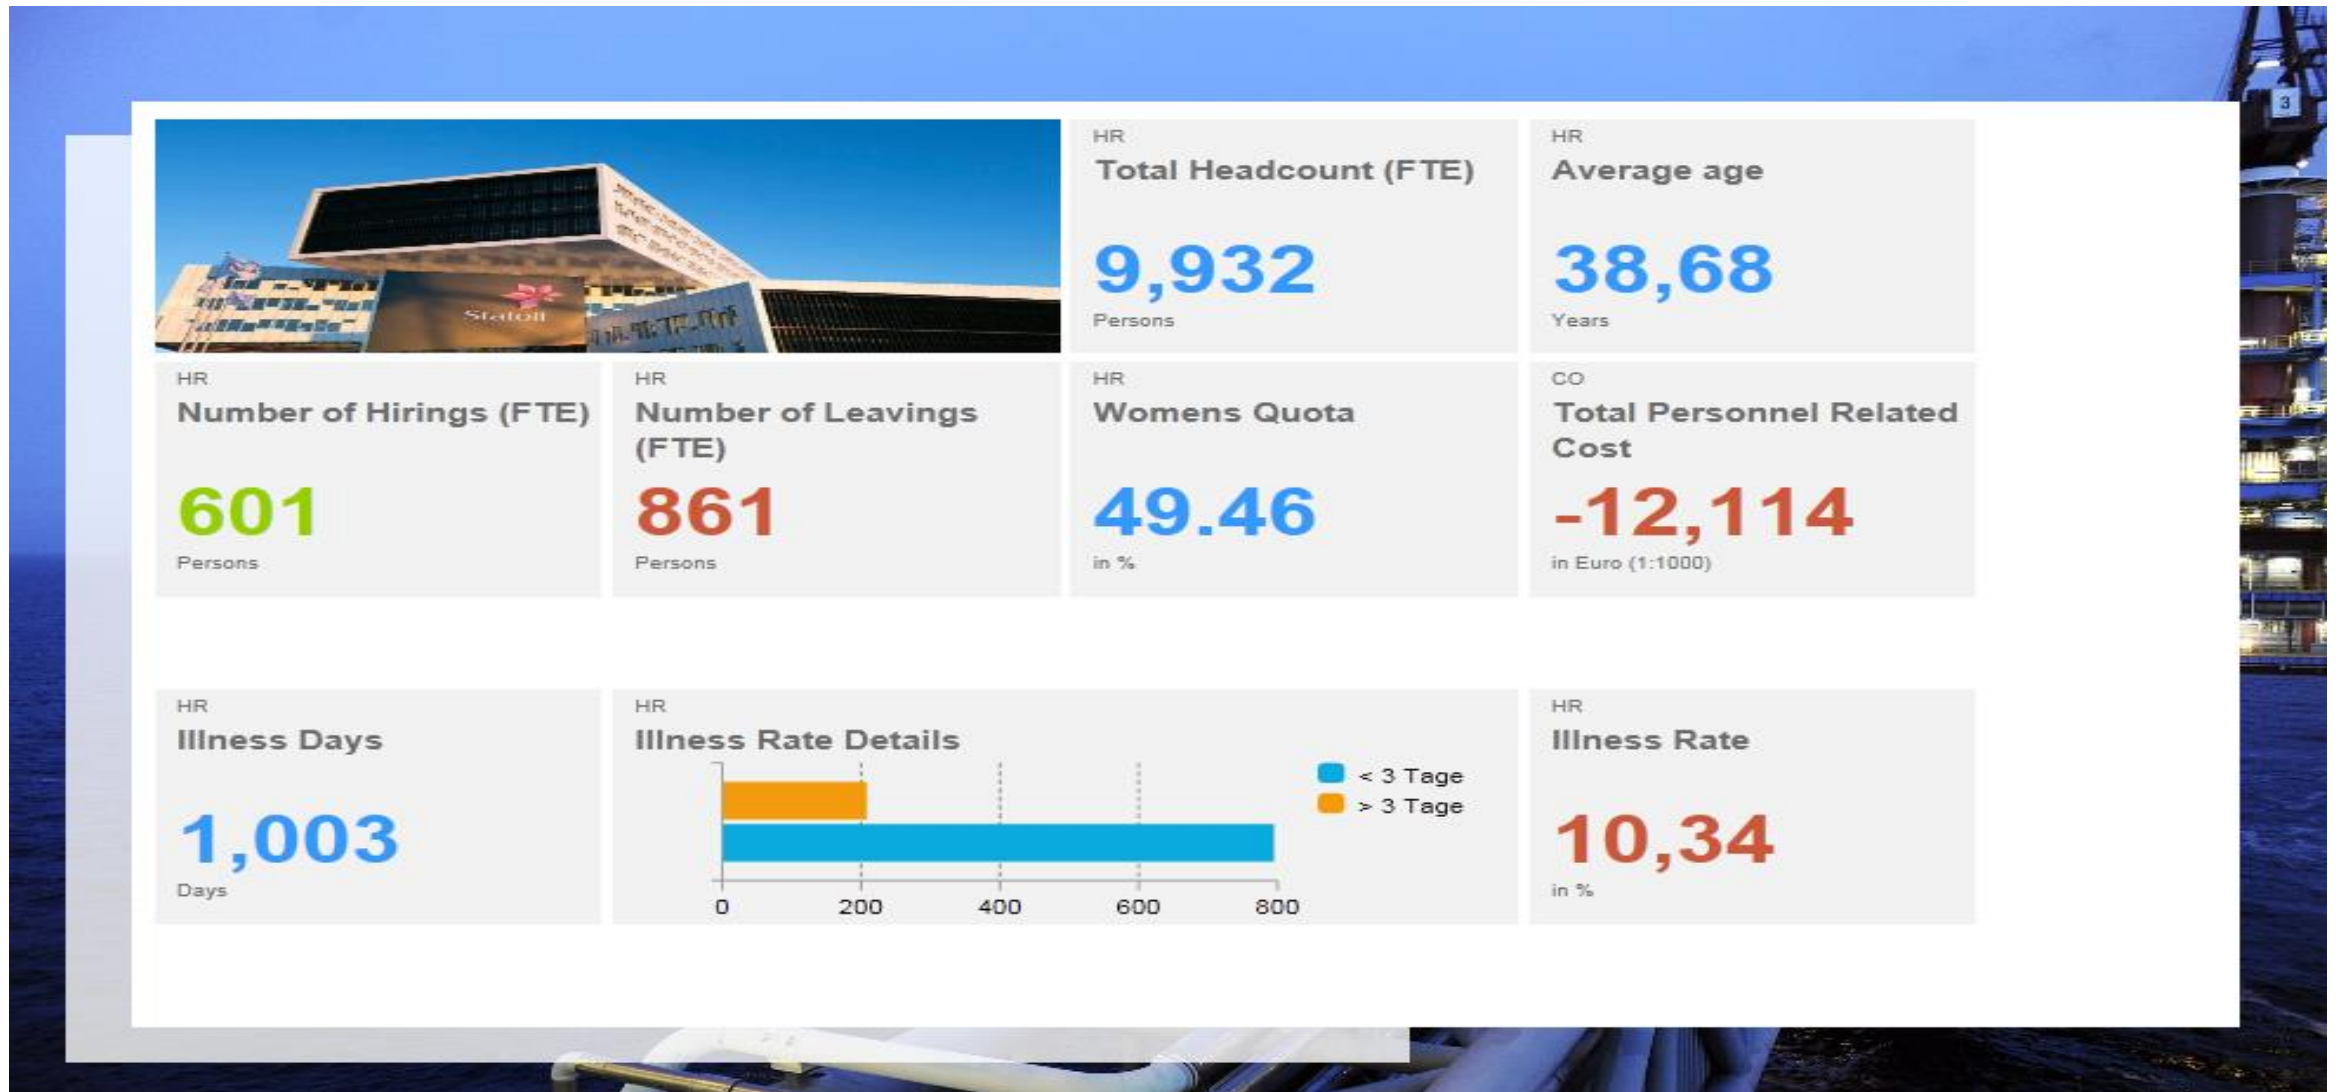 3
Statoil
HR
Total Headcount (FTE)
9,932
Persons
HR
Average age
38,68
Years
HR
Number of Hirings (FTE)
601
Persons
HR
Number of Leavings
(FTE)
861
Persons
HR
Womens Quota
49.46
in %
CO
Total Personnel Related
Cost
-12,114
in Euro (1:1000)
HR
Illness Days
1,003
Days
HR
Illness Rate Details
< 3 Tage
> 3 Tage
0 200 400 600 800
HR
Illness Rate
10,34
in %